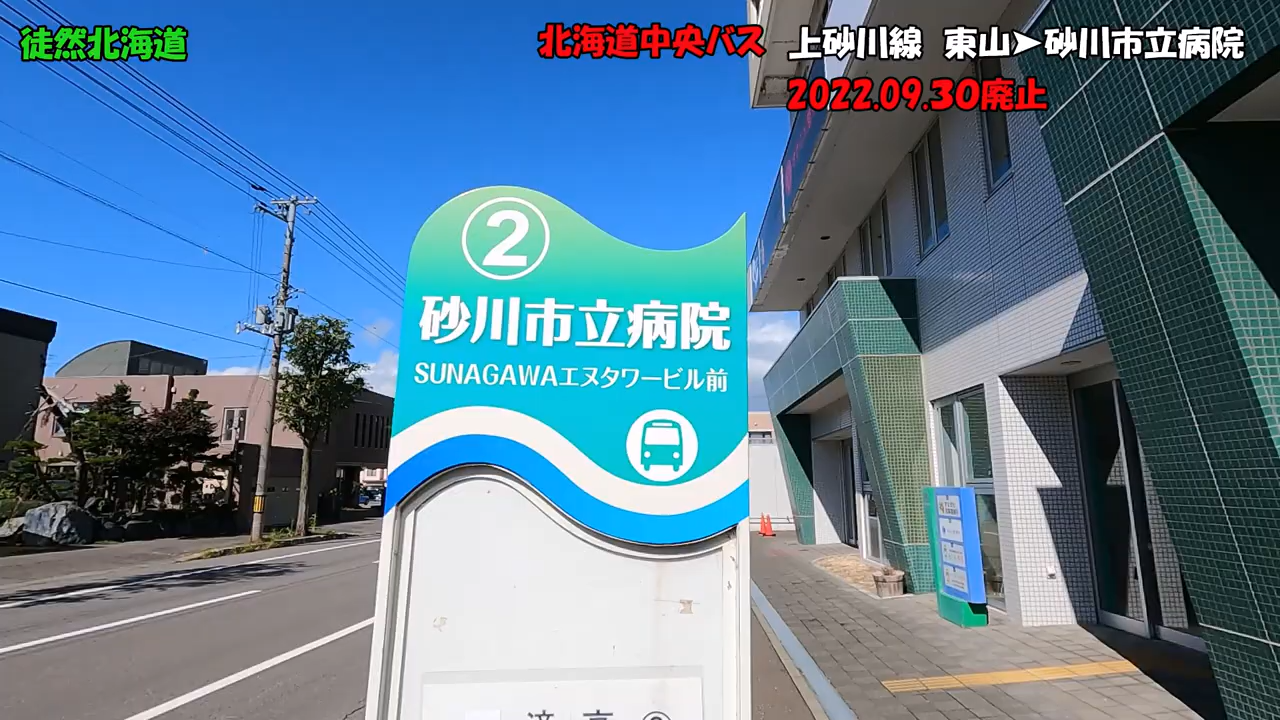 徒然北海道
北海道中央バス 上砂川線 東山➤砂川市立病院
2022.09.30廃止
2
砂川市立病院
SUNAGAWAエヌタワービル前